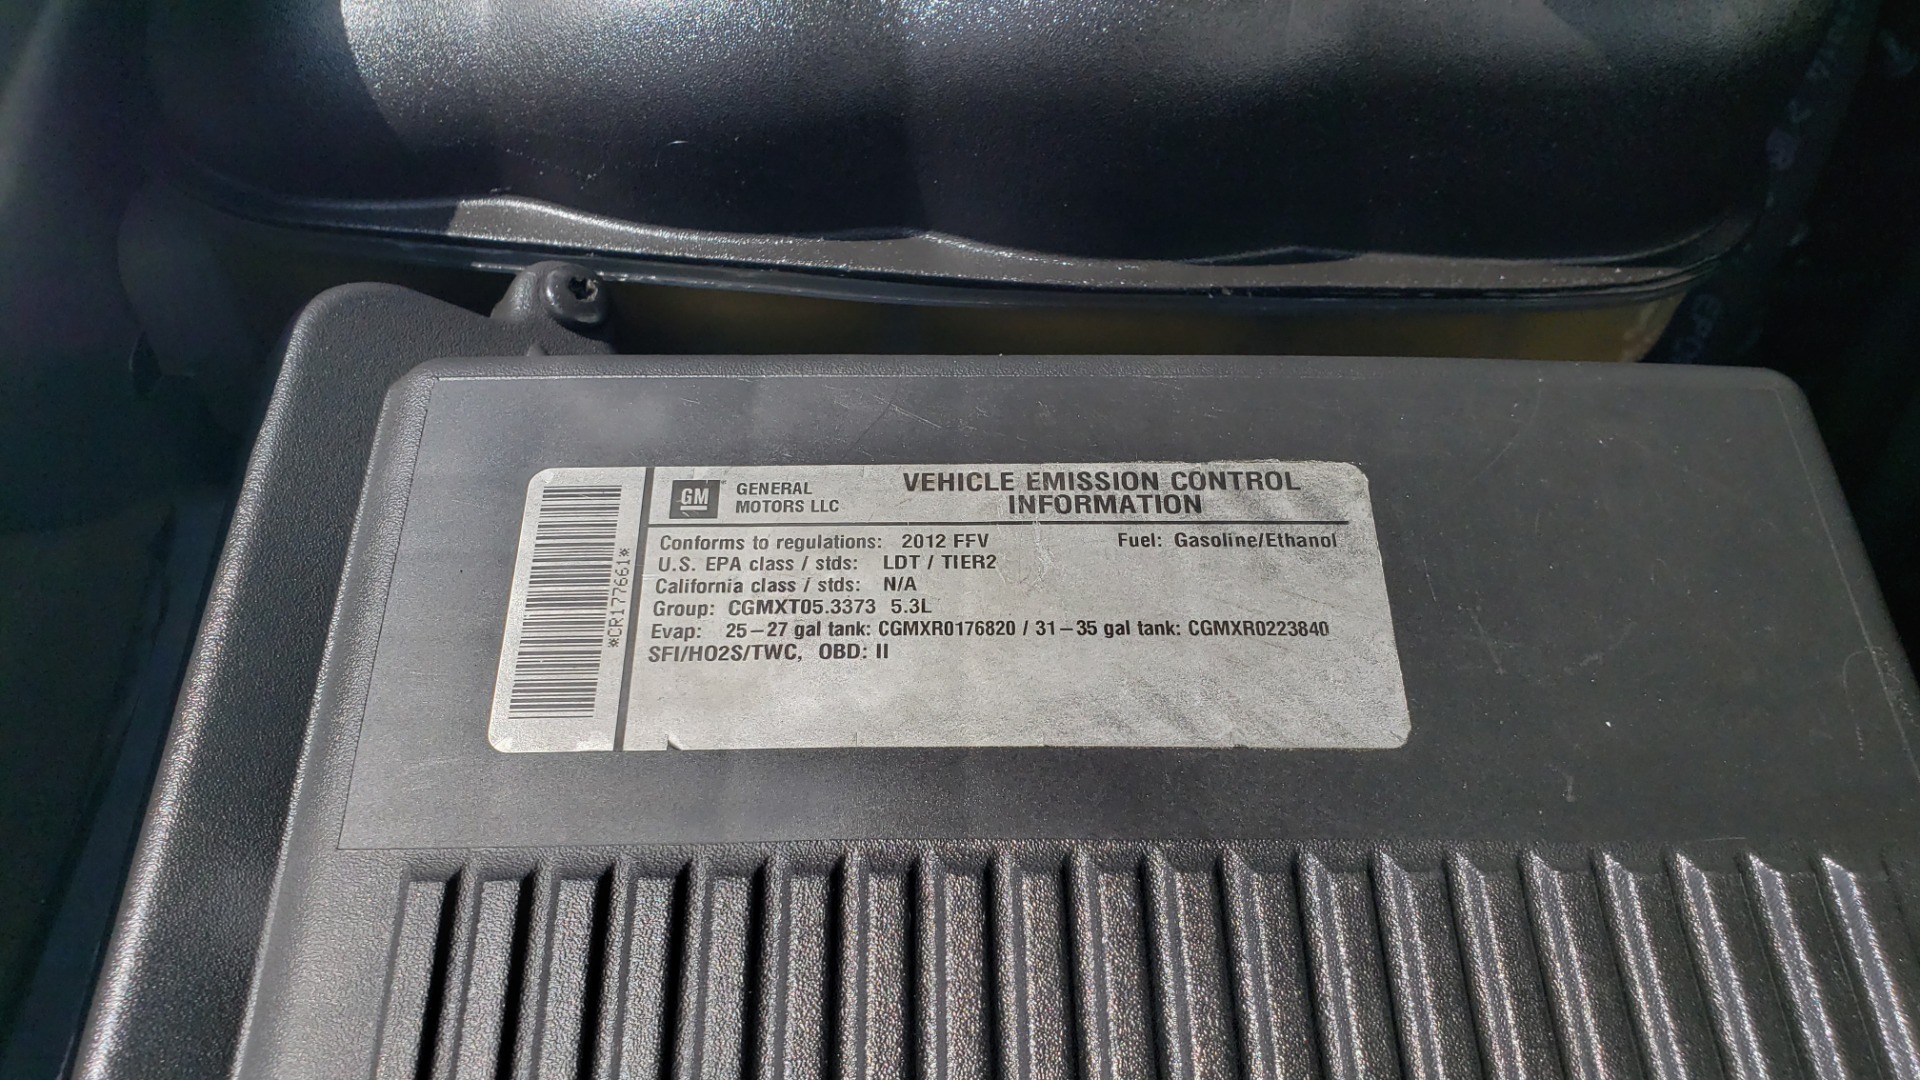 GM GENERAL MOTORS LLC
VEHICLE EMISSION CONTROL
INFORMATION
Conforms to regulations: 2012 FFV Fuel: Gasoline/Ethanol
U.S. EPA class / stds: LDT / TIER2
California class / stds: N/A
Group: CGMXT05.3373 5.3L
Evap: 25-27 gal tank: CGMXR0176820 / 31-35 gal tank: CGMXR0223840
SFI/HO2S/TWC, OBD: II
*CR177661*